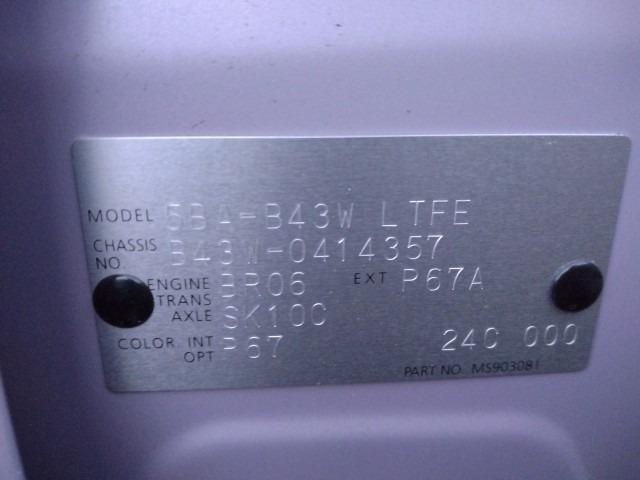 MODEL 5BA-B43W LTFE
CHASSIS NO. B43W-0414357
ENGINE BR06 EXT P67A
TRANS AXLE SK10C
COLOR INT OPT P67 24C 000
PART NO. MS903081